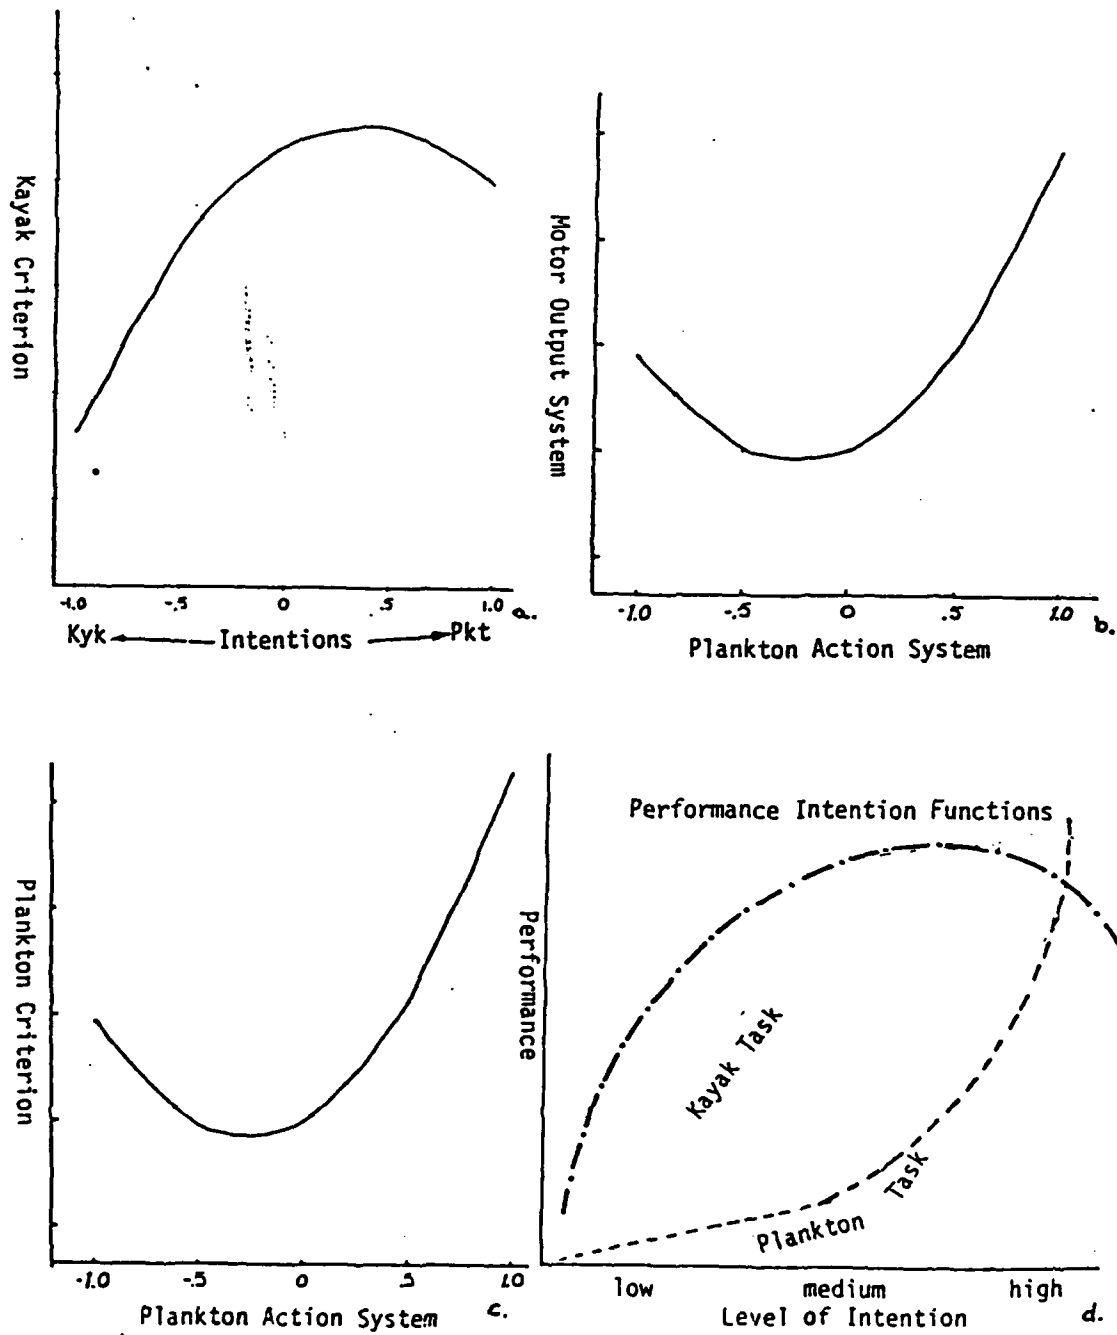 Kayak Criterion
-1.0 -.5 0 .5 1.0 a.
Kyk Intentions Pkt
Motor Output System
-1.0 -.5 0 .5 1.0 b.
Plankton Action System
Plankton Criterion
-1.0 -.5 0 .5 1.0
Plankton Action System c.
Performance Intention Functions
Performance
Kayak Task
Plankton Task
low medium high
Level of Intention d.